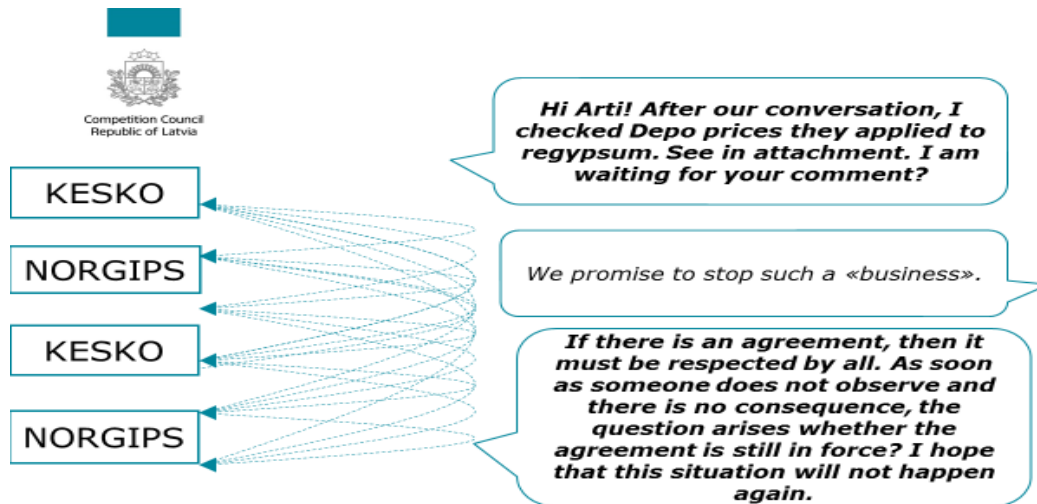 Competition Council
Republic of Latvia
KESKO
NORGIPS
KESKO
NORGIPS
Hi Arti! After our conversation, I
checked Depo prices they applied to
regypsum. See in attachment. I am
waiting for your comment?
We promise to stop such a «business».
If there is an agreement, then it
must be respected by all. As soon
as someone does not observe and
there is no consequence, the
question arises whether the
agreement is still in force? I hope
that this situation will not happen
again.